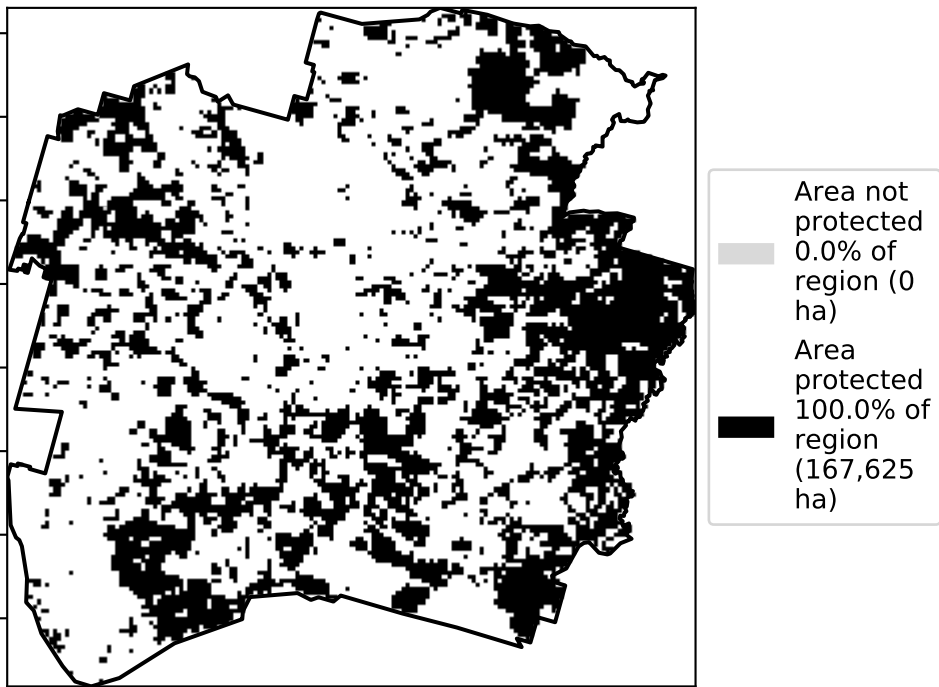 Area not
protected
0.0% of
region (0
ha)
Area
protected
100.0% of
region
(167,625
ha)